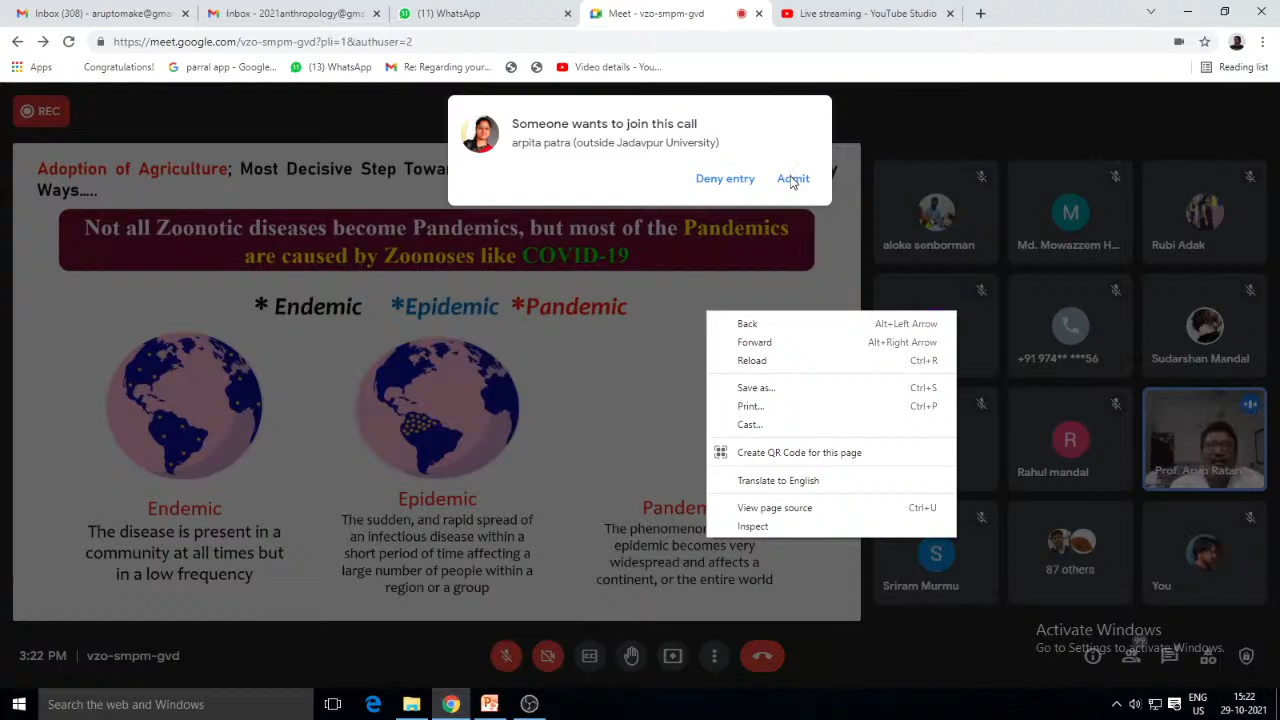 Inbox (308) - aruptomake@gmai
Inbox - 2021anthropology@gms
(11) WhatsApp
Meet - vzo-smpm-gvd
Live streaming - YouTube Studio
https://meet.google.com/vzo-smpm-gvd?pli=1&authuser=2
Apps
Congratulations!
parral app - Google...
(13) WhatsApp
Re: Regarding your...
Video details - You...
Reading list
REC
Someone wants to join this call
arpita patra (outside Jadavpur University)
Deny entry
Admit
Adoption of Agriculture; Most Decisive Step Towar
Ways.....
Not all Zoonotic diseases become Pandemics, but most of the Pandemics
are caused by Zoonoses like COVID-19
* Endemic *Epidemic *Pandemic
Endemic
The disease is present in a
community at all times but
in a low frequency
Epidemic
The sudden, and rapid spread of
an infectious disease within a
short period of time affecting a
large number of people within a
region or a group
Pandem
The phenomenon
epidemic becomes very
widespread and affects a
continent, or the entire world
Back Alt+Left Arrow
Forward Alt+Right Arrow
Reload Ctrl+R
Save as... Ctrl+S
Print... Ctrl+P
Cast...
Create QR Code for this page
Translate to English
View page source Ctrl+U
Inspect
aloke senborman
M
Md. Mowazzem H...
Rubi Adak
+91 974** ***56
Sudarshan Mandal
R
Rahul mandal
Prof. Arup Ratan
S
Sriram Murmu
87 others
You
3:22 PM | vzo-smpm-gvd
Activate Windows
Go to Settings to activate Windows.
Search the web and Windows
ENG
US
15:22
29-10-2021